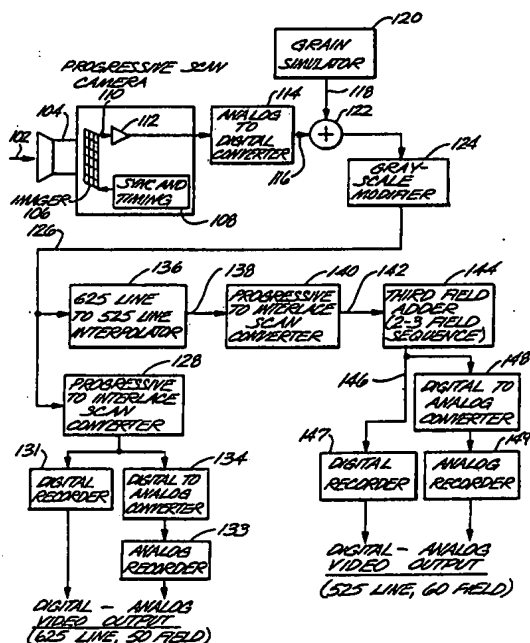 120
GRAIN
SIMULATOR
PROGRESSIVE SCAN
CAMERA
110
104
112
114
118
102
ANALOG
TO
DIGITAL
CONVERTER
122
116
124
IMAGER
106
SYNC AND
TIMING
108
GRAY-
SCALE
MODIFIER
126
136
138
140
142
144
625 LINE
TO 525 LINE
INTERPOLATOR
PROGRESSIVE
TO INTERLACE
SCAN
CONVERTER
THIRD FIELD
ADDER
(2-3 FIELD
SEQUENCE)
128
PROGRESSIVE
TO INTERLACE
SCAN
CONVERTER
146
148
DIGITAL TO
ANALOG
CONVERTER
131
DIGITAL
RECORDER
134
DIGITAL TO
ANALOG
CONVERTER
147
DIGITAL
RECORDER
149
ANALOG
RECORDER
133
ANALOG
RECORDER
DIGITAL - ANALOG
VIDEO OUTPUT
(525 LINE, 60 FIELD)
DIGITAL - ANALOG
VIDEO OUTPUT
(625 LINE, 50 FIELD)